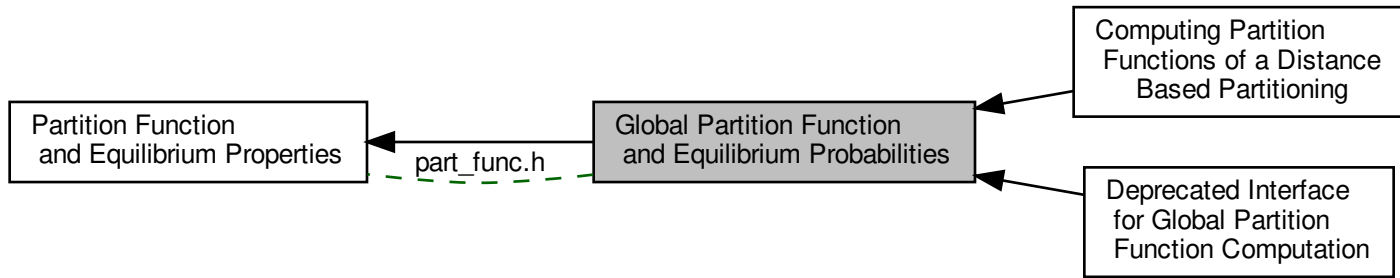 Partition Function
and Equilibrium Properties
part_func.h
Global Partition Function
and Equilibrium Probabilities
Computing Partition
Functions of a Distance
Based Partitioning
Deprecated Interface
for Global Partition
Function Computation